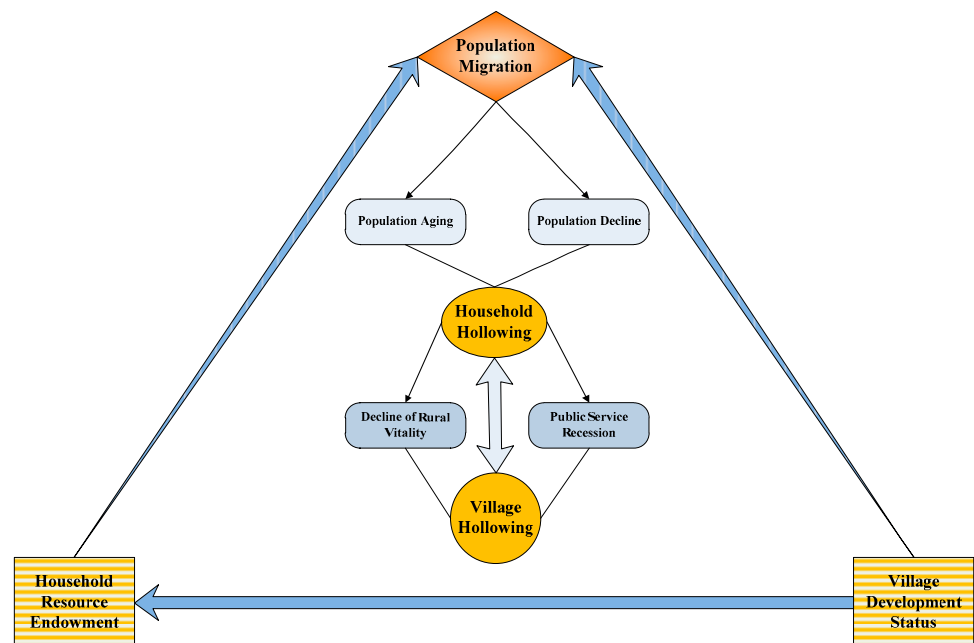 Population
Migration
Population Aging
Population Decline
Household
Hollowing
Decline of Rural
Vitality
Public Service
Recession
Village
Hollowing
Household
Resource
Endowment
Village
Development
Status